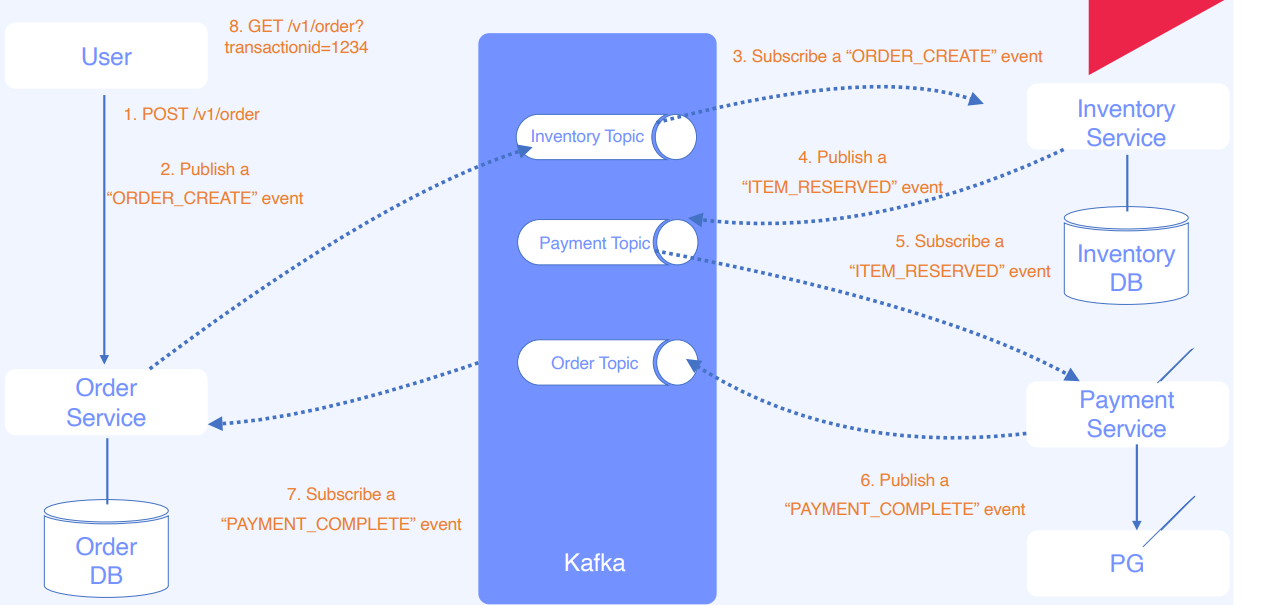 User
8. GET /v1/order?
transactionid=1234
1. POST /v1/order
2. Publish a
“ORDER_CREATE” event
Inventory Topic
3. Subscribe a “ORDER_CREATE” event
Inventory
Service
4. Publish a
“ITEM_RESERVED” event
Payment Topic
5. Subscribe a
“ITEM_RESERVED” event
Inventory
DB
Order Topic
Order
Service
Payment
Service
6. Publish a
“PAYMENT_COMPLETE” event
7. Subscribe a
“PAYMENT_COMPLETE” event
Order
DB
Kafka
PG